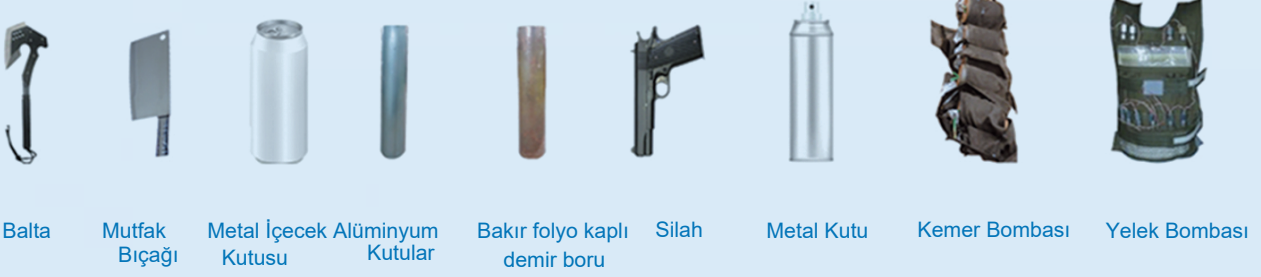 Balta
Mutfak
Bıçağı
Metal İçecek
Kutusu
Alüminyum
Kutular
Bakır folyo kaplı
demir boru
Silah
Metal Kutu
Kemer Bombası
Yelek Bombası